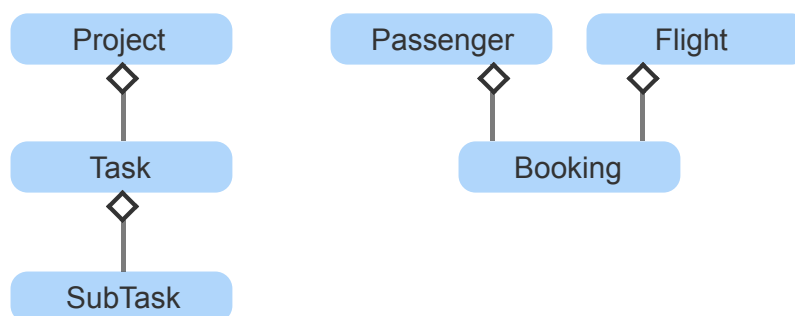 Project
Passenger
Flight
Task
Booking
SubTask